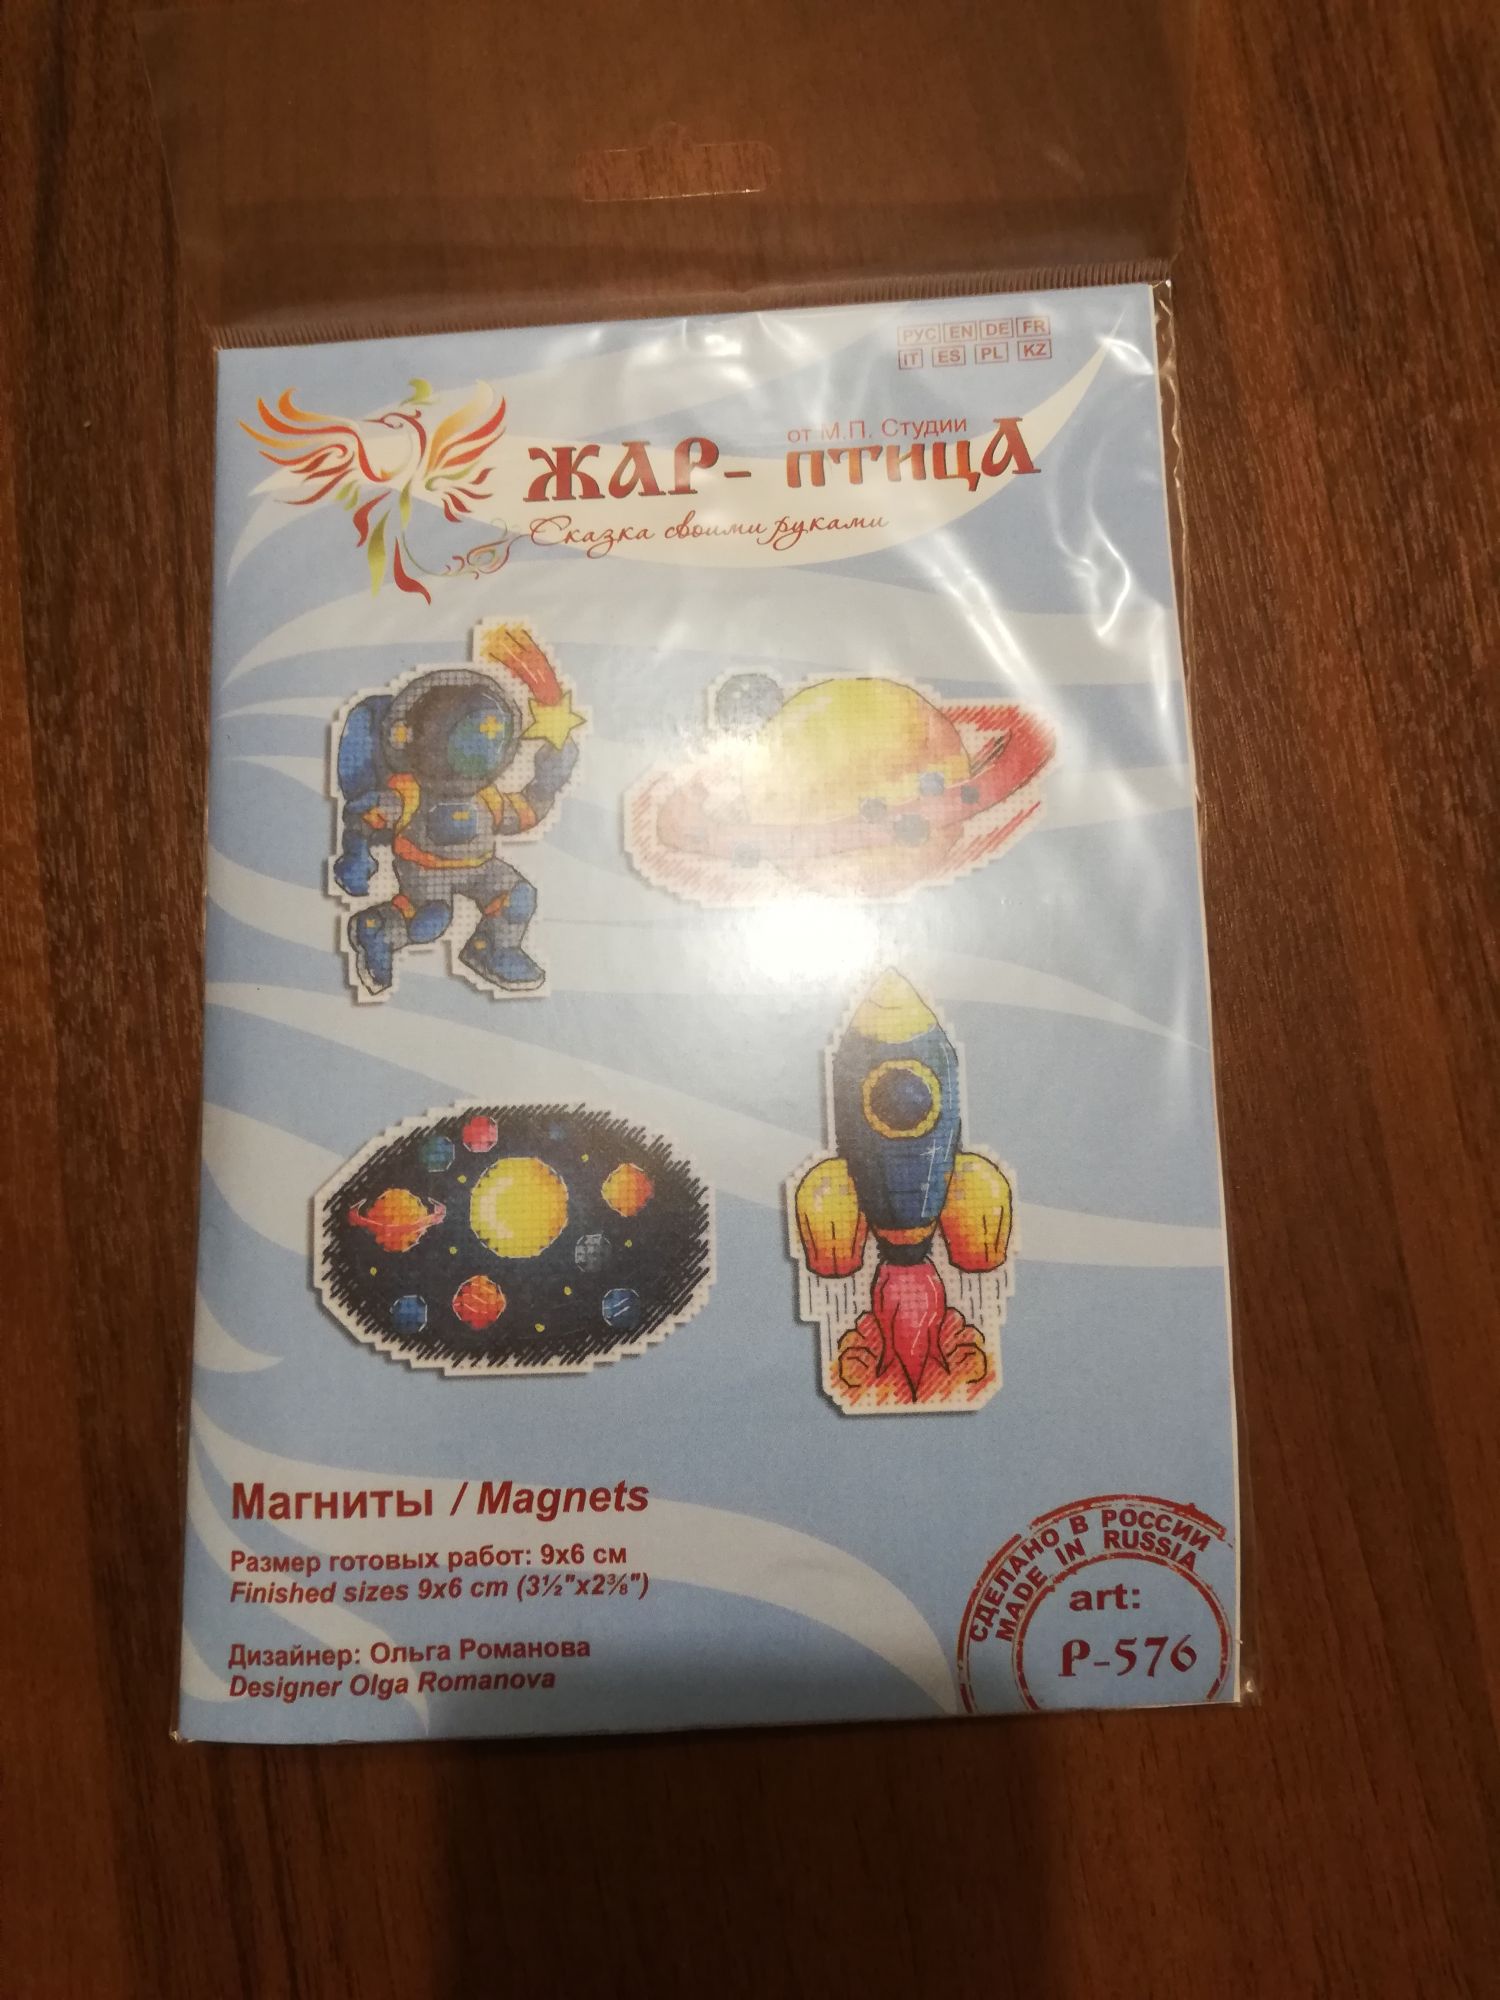 РУС EN DE FR
IT ES PL KZ
от М.П. Студии
ЖАР-ПТИЦА
Сказка своими руками
Магниты / Magnets
Размер готовых работ: 9х6 см
Finished sizes 9x6 cm (3½"x2⅜")
Дизайнер: Ольга Романова
Designer Olga Romanova
СДЕЛАНО В РОССИИ
MADE IN RUSSIA
art:
P-576